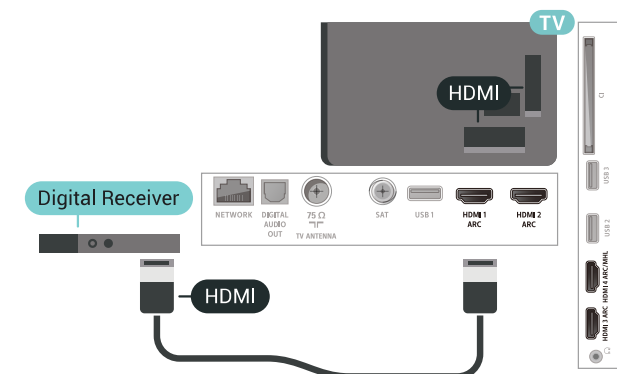 TV
HDMI
Digital Receiver
NETWORK
DIGITAL
AUDIO
OUT
75 Ω
TV ANTENNA
SAT
USB 1
HDMI 1
ARC
HDMI 2
ARC
HDMI
USB 3
USB 2
HDMI 4 ARC/MHL
HDMI 3 ARC